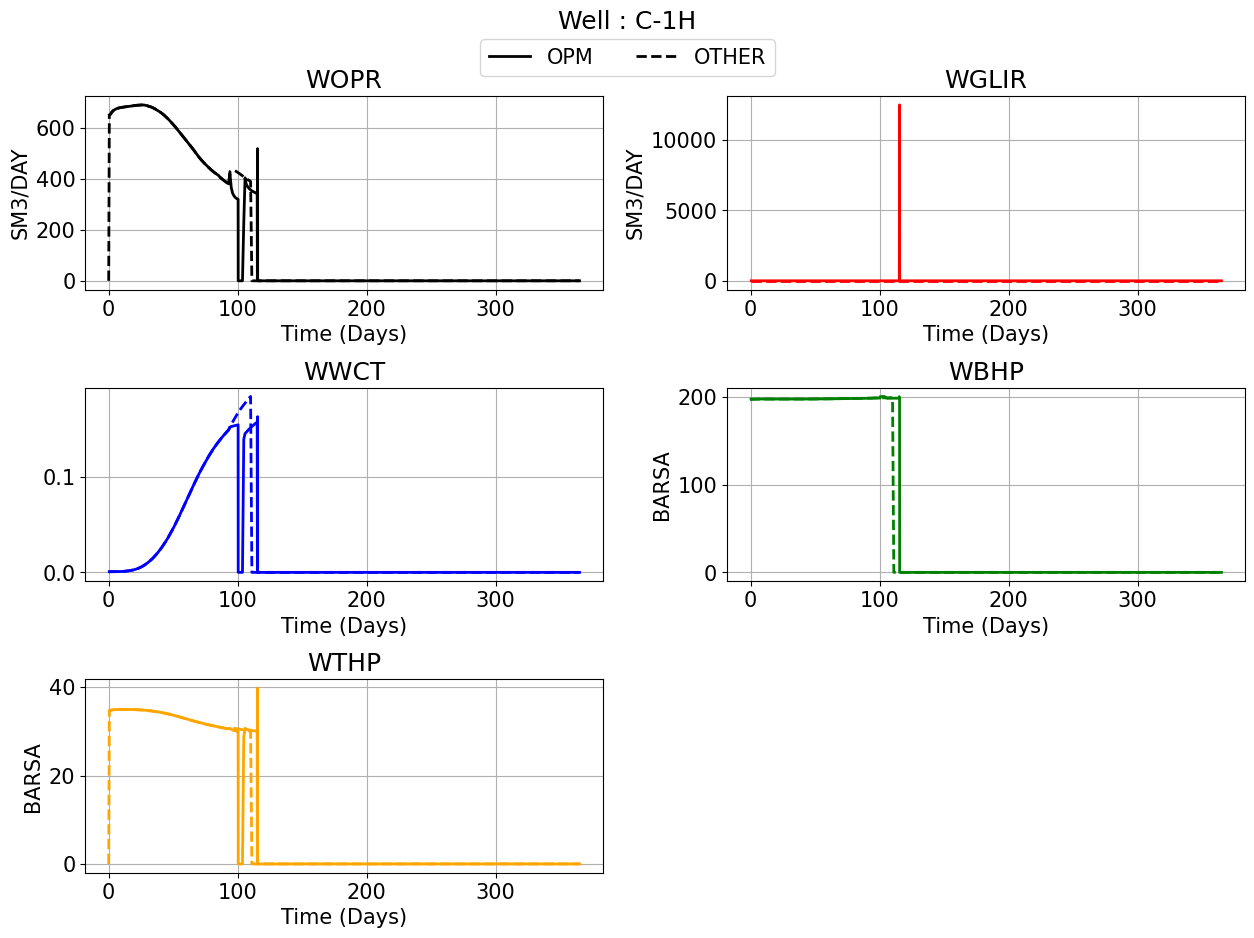 Well : C-1H
OPM OTHER
WOPR
SM3/DAY
600
400
200
0
0 100 200 300
Time (Days)
WGLIR
SM3/DAY
10000
5000
0
0 100 200 300
Time (Days)
WWCT
0.1
0.0
0 100 200 300
Time (Days)
WBHP
BARSA
200
100
0
0 100 200 300
Time (Days)
WTHP
BARSA
40
20
0
0 100 200 300
Time (Days)